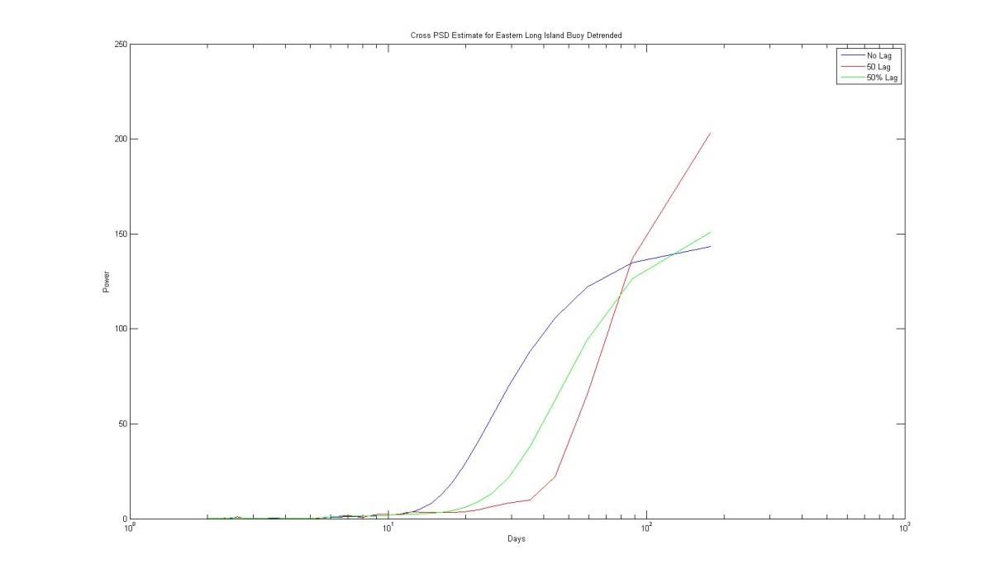 Cross PSD Estimate for Eastern Long Island Buoy Detrended
250
200
150
100
50
0
Power
10^0
10^1
10^2
10^3
Days
No Lag
50 Lag
50% Lag